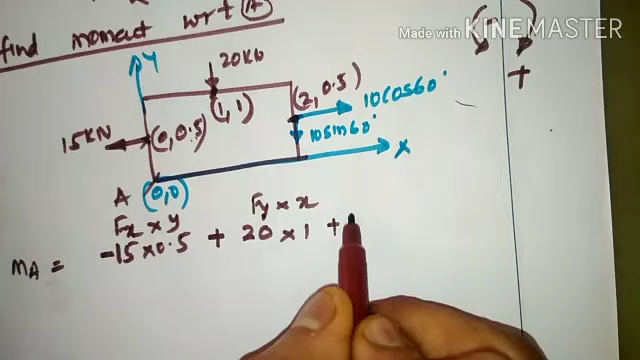 Made with KINEMASTER
find moment wrt A
Y
20KN
(2,0.5)
10cos60°
(1,1)
15KN
(0,0.5)
10sin60°
X
A (0,0)
+
Fx × y Fy × x
MA = -15×0.5 + 20×1 +